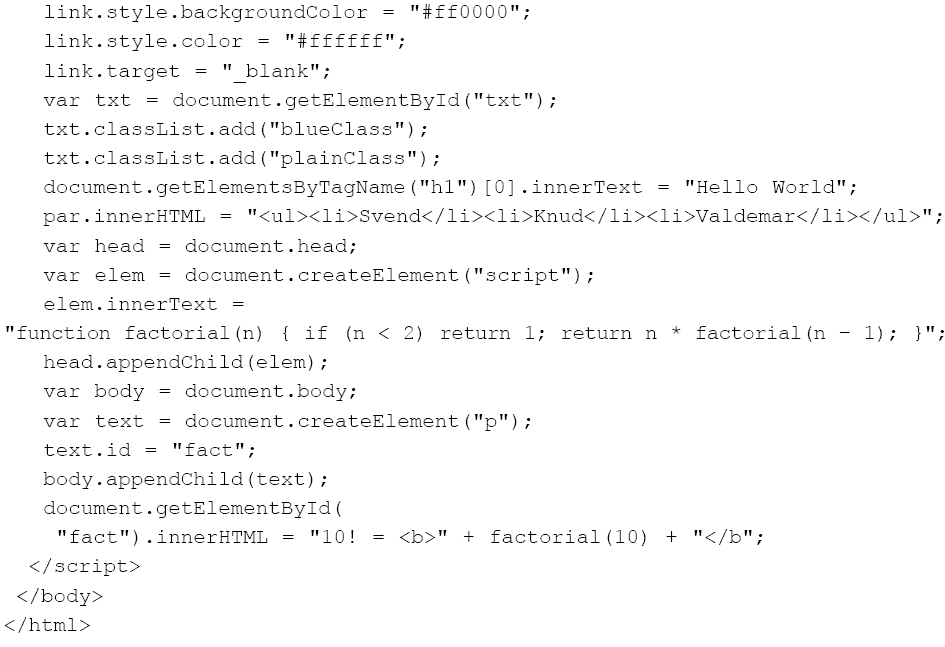 link.style.backgroundColor = "#ff0000";
link.style.color = "#ffffff";
link.target = "_blank";
var txt = document.getElementById("txt");
txt.classList.add("blueClass");
txt.classList.add("plainClass");
document.getElementsByTagName("h1")[0].innerText = "Hello World";
par.innerHTML = "<ul><li>Svend</li><li>Knud</li><li>Valdemar</li></ul>";
var head = document.head;
var elem = document.createElement("script");
elem.innerText =
"function factorial(n) { if (n < 2) return 1; return n * factorial(n - 1); }";
head.appendChild(elem);
var body = document.body;
var text = document.createElement("p");
text.id = "fact";
body.appendChild(text);
document.getElementById(
"fact").innerHTML = "10! = <b>" + factorial(10) + "</b";
</script>
</body>
</html>